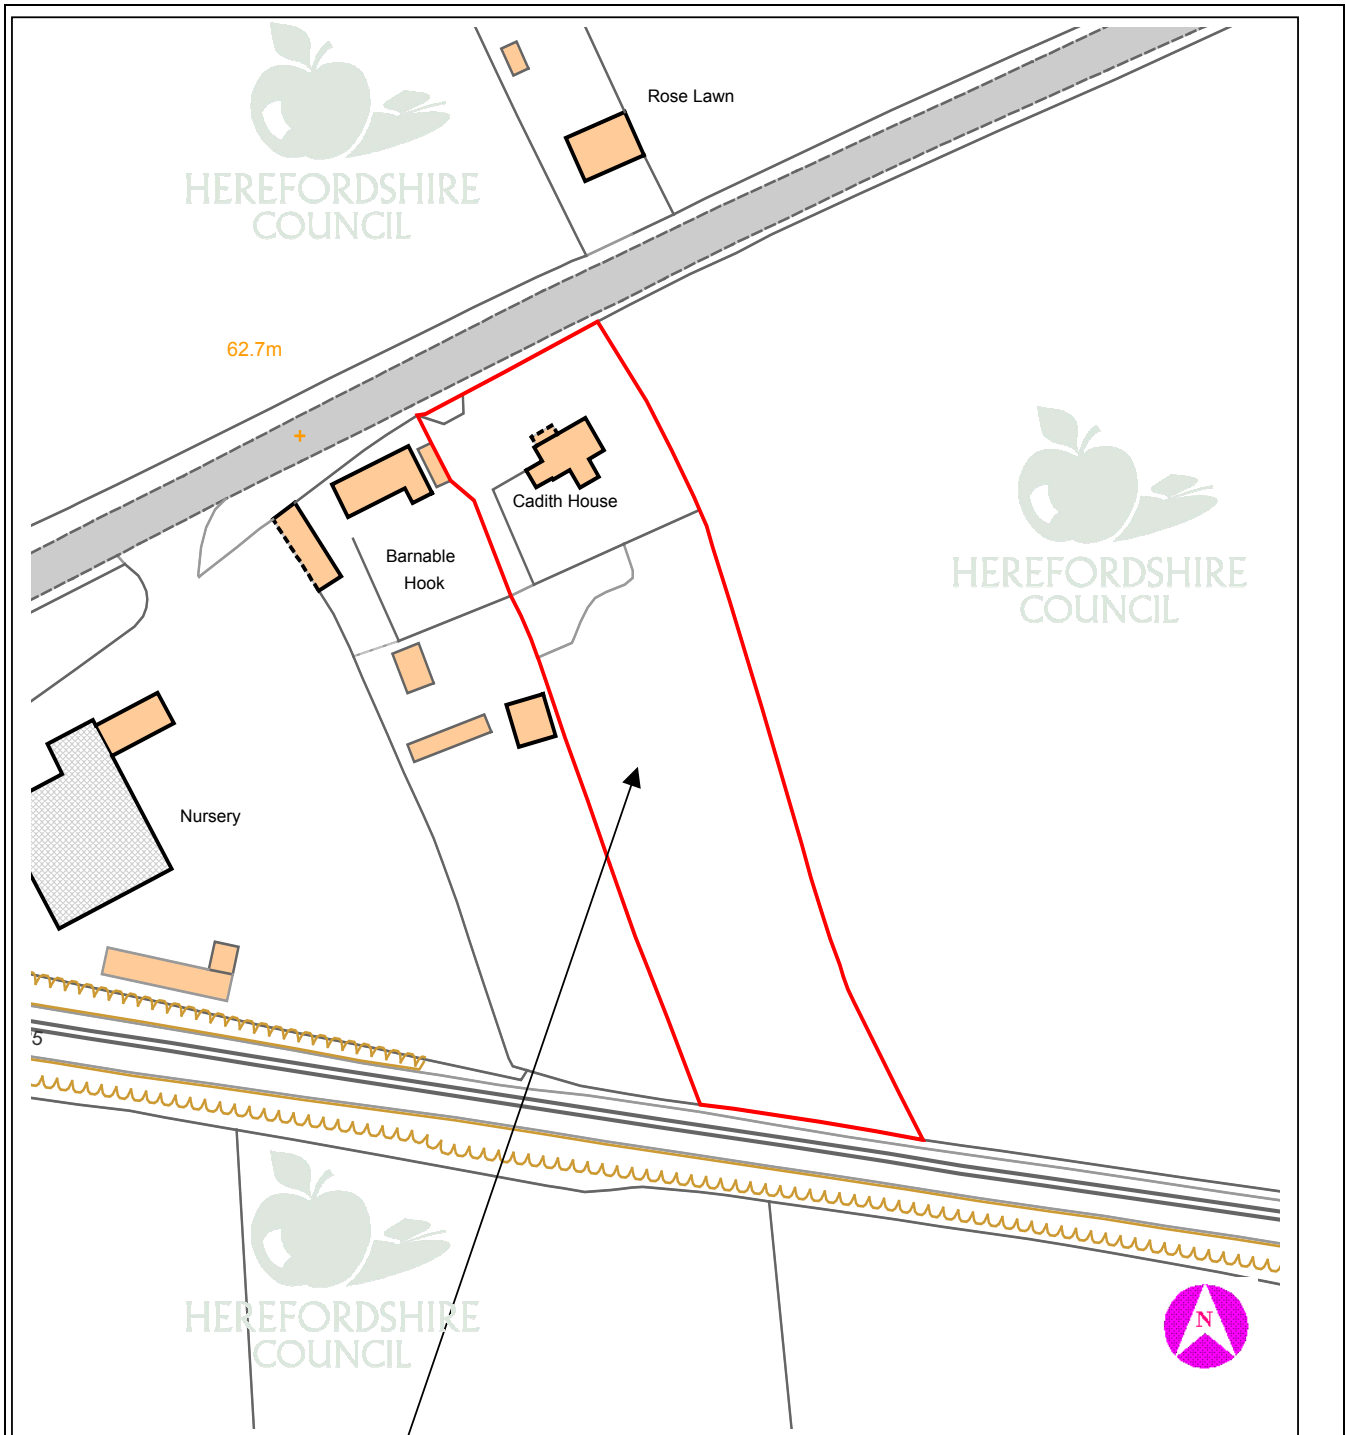 HEREFORDSHIRE
COUNCIL
Rose Lawn
62.7m
Cadith House
Barnable
Hook
HEREFORDSHIRE
COUNCIL
Nursery
5
HEREFORDSHIRE
COUNCIL
N